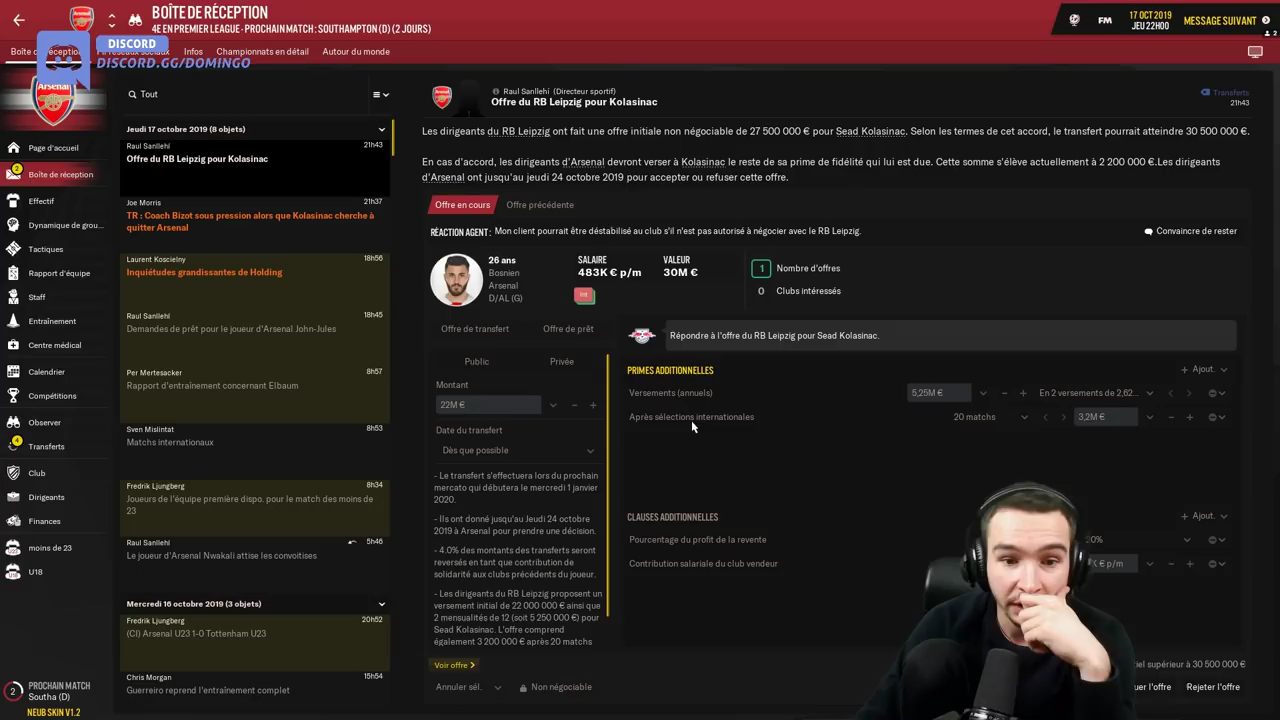 BOÎTE DE RÉCEPTION
4E EN PREMIER LEAGUE - PROCHAIN MATCH : SOUTHAMPTON (D) (2 JOURS)
FM
17 OCT 2019
JEU 22H00
MESSAGE SUIVANT
2
DISCORD
DISCORD.GG/DOMINGO
Infos
Championnats en détail
Autour du monde
Arsenal
Page d'accueil
2
Boîte de réception
Effectif
Dynamique de grou...
Tactiques
Rapport d'équipe
Staff
Entraînement
Centre médical
Calendrier
Compétitions
Observer
4
Transferts
Club
Dirigeants
Finances
moins de 23
U18
2
PROCHAIN MATCH
Southa (D)
NEUB SKIN V1.2
Tout
Jeudi 17 octobre 2019 (8 objets)
Raul Sanllehi 21h43
Offre du RB Leipzig pour Kolasinac
Joe Morris 21h37
TR : Coach Bizot sous pression alors que Kolasinac cherche à
quitter Arsenal
Laurent Koscielny 18h56
Inquiétudes grandissantes de Holding
Raul Sanllehi 18h45
Demandes de prêt pour le joueur d'Arsenal John-Jules
Per Mertesacker 8h57
Rapport d'entraînement concernant Elbaum
Sven Mislintat 8h53
Matchs internationaux
Fredrik Ljungberg 8h34
Joueurs de l'équipe première dispo. pour le match des moins de
23
Raul Sanllehi 5h46
Le joueur d'Arsenal Nwakali attise les convoitises
Mercredi 16 octobre 2019 (3 objets)
Fredrik Ljungberg 20h52
(CI) Arsenal U23 1-0 Tottenham U23
Chris Morgan 15h54
Guerreiro reprend l'entraînement complet
Raul Sanllehi (Directeur sportif)
Offre du RB Leipzig pour Kolasinac
Transferts
21h43
Les dirigeants du RB Leipzig ont fait une offre initiale non négociable de 27 500 000 € pour Sead Kolasinac. Selon les termes de cet accord, le transfert pourrait atteindre 30 500 000 €.
En cas d'accord, les dirigeants d'Arsenal devront verser à Kolasinac le reste de sa prime de fidélité qui lui est due. Cette somme s'élève actuellement à 2 200 000 €.Les dirigeants
d'Arsenal ont jusqu'au jeudi 24 octobre 2019 pour accepter ou refuser cette offre.
Offre en cours
Offre précédente
RÉACTION AGENT : Mon client pourrait être déstabilisé au club s'il n'est pas autorisé à négocier avec le RB Leipzig.
Convaincre de rester
26 ans
Bosnien
Arsenal
D/AL (G)
SALAIRE
483K € p/m
VALEUR
30M €
Int
1 Nombre d'offres
0 Clubs intéressés
Offre de transfert
Offre de prêt
Répondre à l'offre du RB Leipzig pour Sead Kolasinac.
Public
Privée
Montant
22M €
Date du transfert
Dès que possible
- Le transfert s'effectuera lors du prochain
mercato qui débutera le mercredi 1 janvier
2020.
- Ils ont donné jusqu'au Jeudi 24 octobre
2019 à Arsenal pour prendre une décision.
- 4.0% des montants des transferts seront
reversés en tant que contribution de
solidarité aux clubs précédents du joueur.
- Les dirigeants du RB Leipzig proposent un
versement initial de 22 000 000 € ainsi que
2 mensualités de 12 (soit 5 250 000 €) pour
Sead Kolasinac. L'offre comprend
également 3 200 000 € après 20 matchs
PRIMES ADDITIONNELLES
Ajout.
Versements (annuels) 5,25M € En 2 versements de 2,62...
Après sélections internationales 20 matchs 3,2M €
CLAUSES ADDITIONNELLES
Ajout.
Pourcentage du profit de la revente 0%
Contribution salariale du club vendeur K € p/m
Voir offre
supérieur à 30 500 000 €
Annuler sél.
Non négociable
l'offre
Rejeter l'offre